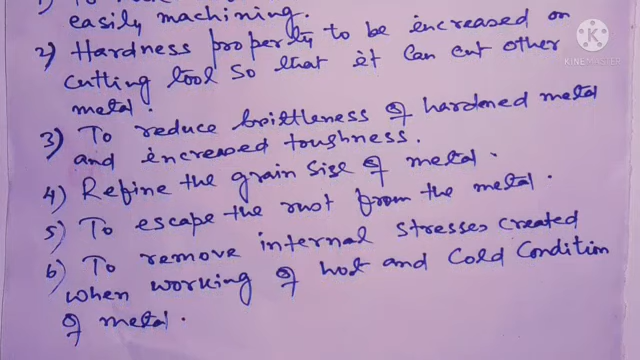 easily machining.
2) Hardness property to be increased on
cutting tool so that it can cut other
metal.
3) To reduce brittleness of hardened metal
and increased toughness.
4) Refine the grain size of metal.
5) To escape the rust from the metal.
6) To remove internal stresses created
when working of hot and cold condition
of metal.
KINEMASTER